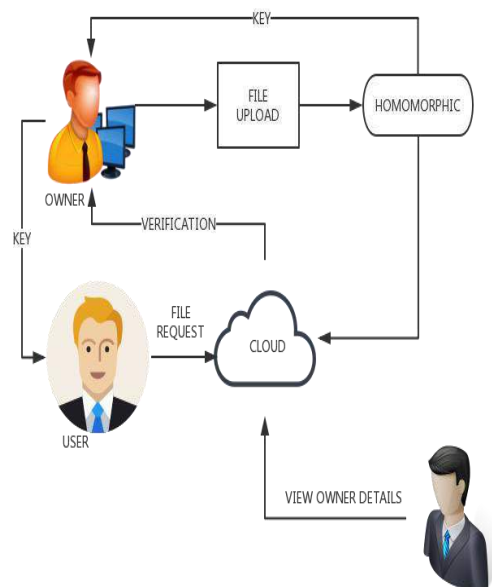 KEY
FILE
UPLOAD
HOMOMORPHIC
OWNER
VERIFICATION
KEY
FILE
REQUEST
CLOUD
USER
VIEW OWNER DETAILS